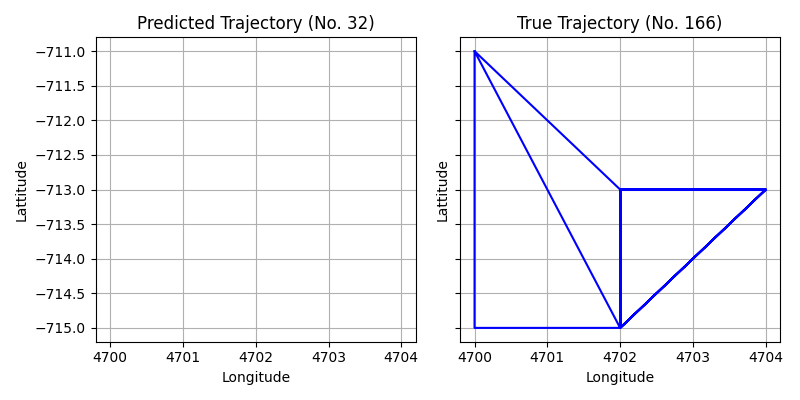 Predicted Trajectory (No. 32)
−711.0
−711.5
−712.0
−712.5
−713.0
−713.5
−714.0
−714.5
−715.0
Lattitude
4700 4701 4702 4703 4704
Longitude
True Trajectory (No. 166)
Lattitude
4700 4701 4702 4703 4704
Longitude